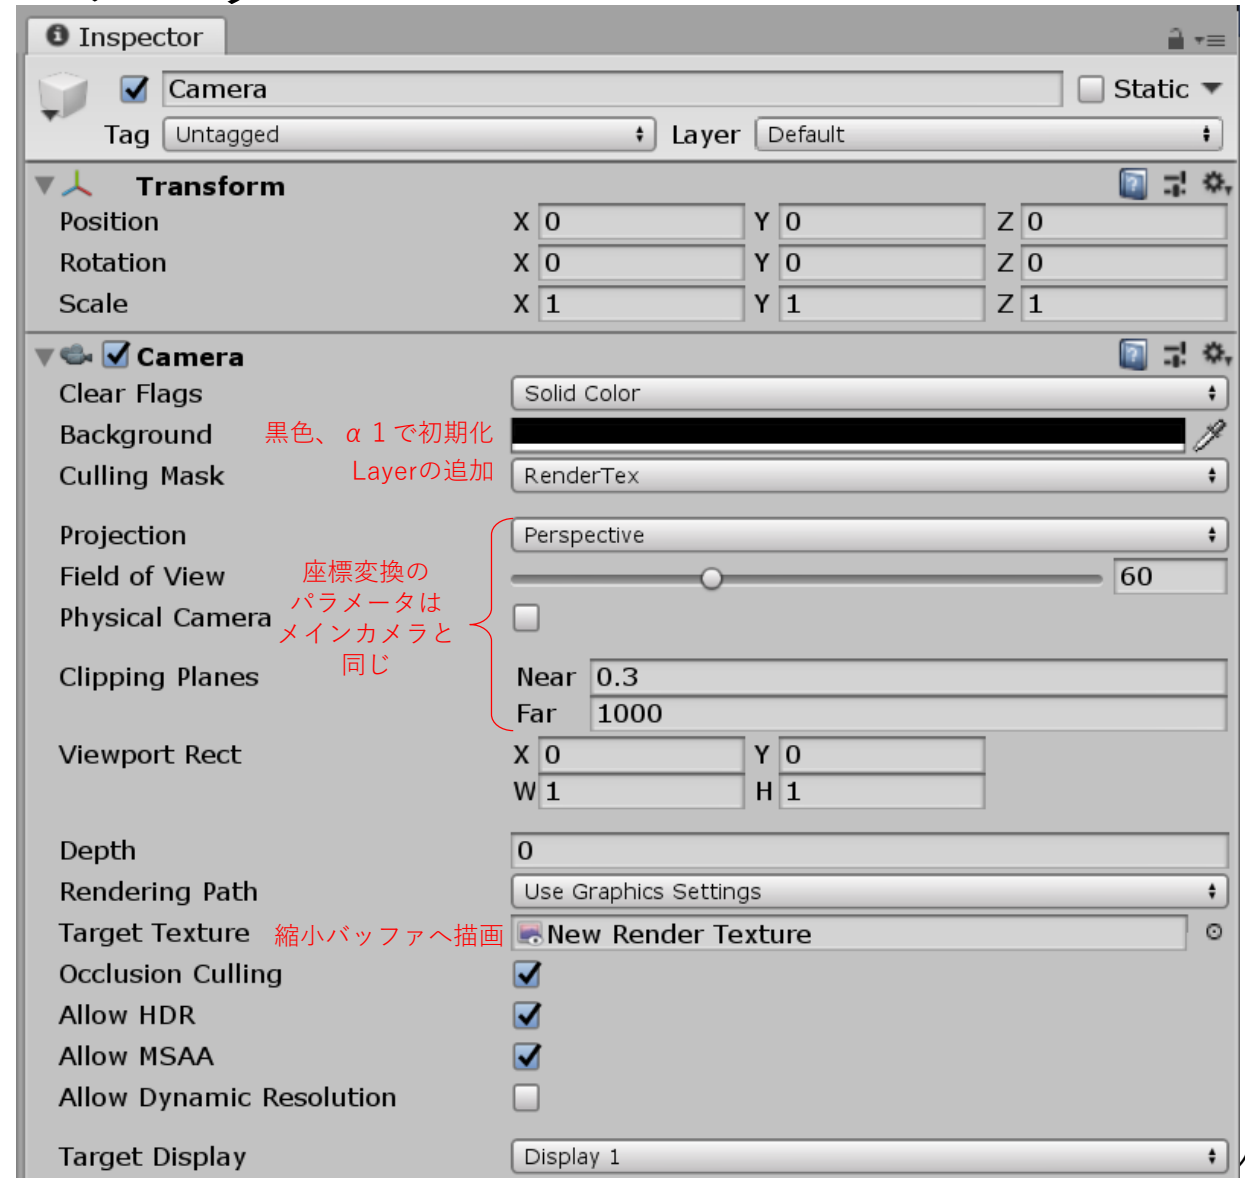 Inspector
Camera Static
Tag Untagged Layer Default
Transform
Position X 0 Y 0 Z 0
Rotation X 0 Y 0 Z 0
Scale X 1 Y 1 Z 1
Camera
Clear Flags Solid Color
Background 黒色、α１で初期化
Culling Mask Layerの追加 RenderTex
Projection Perspective
Field of View 60
Physical Camera
座標変換の
パラメータは
メインカメラと
同じ
Clipping Planes Near 0.3
Far 1000
Viewport Rect X 0 Y 0
W 1 H 1
Depth 0
Rendering Path Use Graphics Settings
Target Texture 縮小バッファへ描画 New Render Texture
Occlusion Culling
Allow HDR
Allow MSAA
Allow Dynamic Resolution
Target Display Display 1